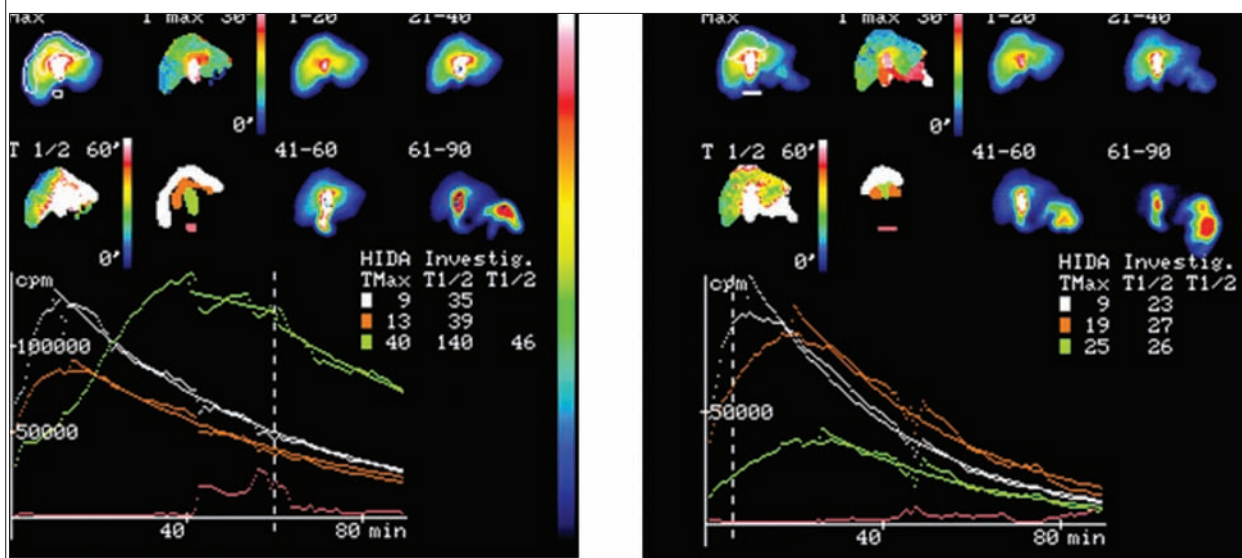 Max T max 30' 1-20 21-40
0'
T 1/2 60' 41-60 61-90
0'
HIDA Investig.
TMax T1/2 T1/2
9 35
13 39
40 140 46
cpm
100000
50000
40 80 min
Max T max 30' 1-20 21-40
0'
T 1/2 60' 41-60 61-90
0'
HIDA Investig.
TMax T1/2 T1/2
9 23
19 27
25 26
cpm
50000
40 80 min